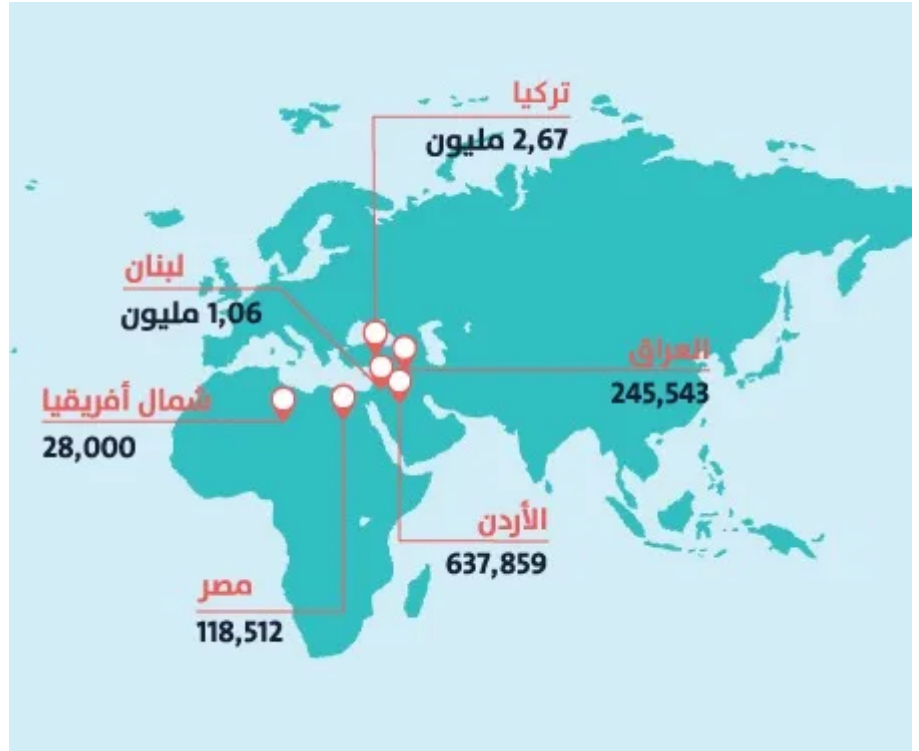 تركيا
2,67 مليون
لبنان
1,06 مليون
العراق
245,543
شمال أفريقيا
28,000
الأردن
637,859
مصر
118,512